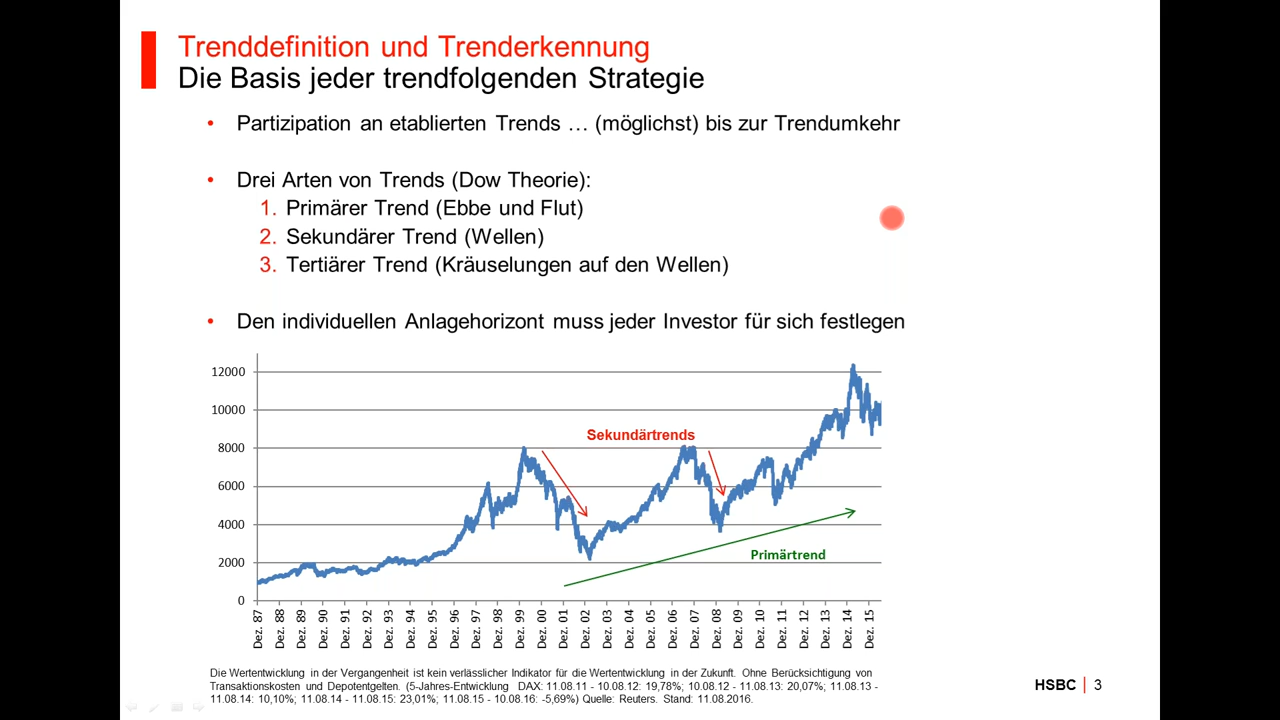 Trenddefinition und Trenderkennung
Die Basis jeder trendfolgenden Strategie
• Partizipation an etablierten Trends … (möglichst) bis zur Trendumkehr
• Drei Arten von Trends (Dow Theorie):
1. Primärer Trend (Ebbe und Flut)
2. Sekundärer Trend (Wellen)
3. Tertiärer Trend (Kräuselungen auf den Wellen)
• Den individuellen Anlagehorizont muss jeder Investor für sich festlegen
12000
10000
8000
6000
4000
2000
0
Sekundärtrends
Primärtrend
Dez. 87
Dez. 88
Dez. 89
Dez. 90
Dez. 91
Dez. 92
Dez. 93
Dez. 94
Dez. 95
Dez. 96
Dez. 97
Dez. 98
Dez. 99
Dez. 00
Dez. 01
Dez. 02
Dez. 03
Dez. 04
Dez. 05
Dez. 06
Dez. 07
Dez. 08
Dez. 09
Dez. 10
Dez. 11
Dez. 12
Dez. 13
Dez. 14
Dez. 15
Die Wertentwicklung in der Vergangenheit ist kein verlässlicher Indikator für die Wertentwicklung in der Zukunft. Ohne Berücksichtigung von
Transaktionskosten und Depotentgelten. (5-Jahres-Entwicklung DAX: 11.08.11 - 10.08.12: 19,78%; 10.08.12 - 11.08.13: 20,07%; 11.08.13 -
11.08.14: 10,10%; 11.08.14 - 11.08.15: 23,01%; 11.08.15 - 10.08.16: -5,69%) Quelle: Reuters. Stand: 11.08.2016.
HSBC | 3